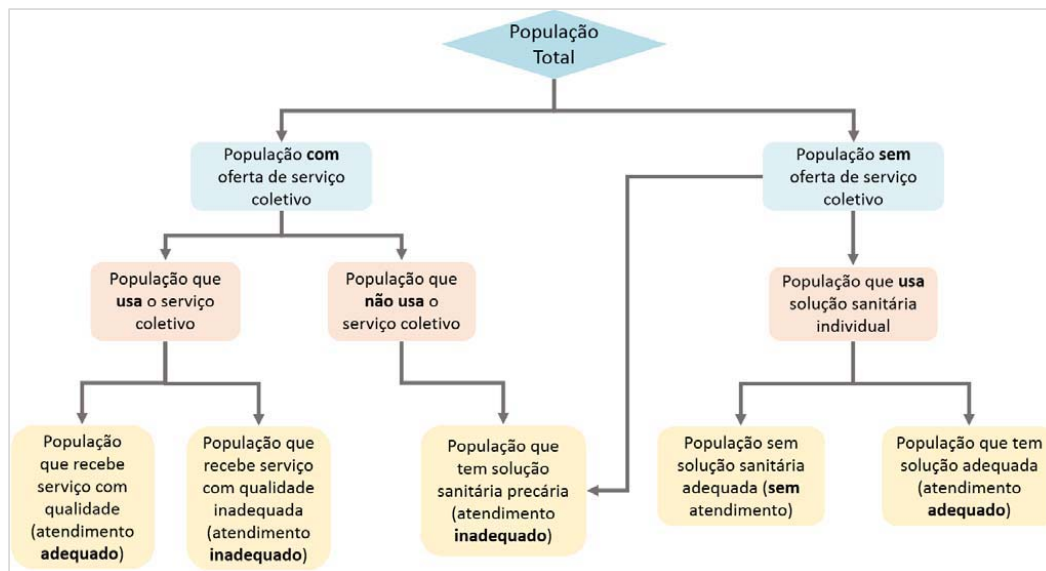 População
Total
População com
oferta de serviço
coletivo
População sem
oferta de serviço
coletivo
População que
usa o serviço
coletivo
População que
não usa o
serviço coletivo
População que usa
solução sanitária
individual
População
que recebe
serviço com
qualidade
(atendimento
adequado)
População que
recebe serviço
com qualidade
inadequada
(atendimento
inadequado)
População que
tem solução
sanitária precária
(atendimento
inadequado)
População sem
solução sanitária
adequada (sem
atendimento)
População que tem
solução adequada
(atendimento
adequado)